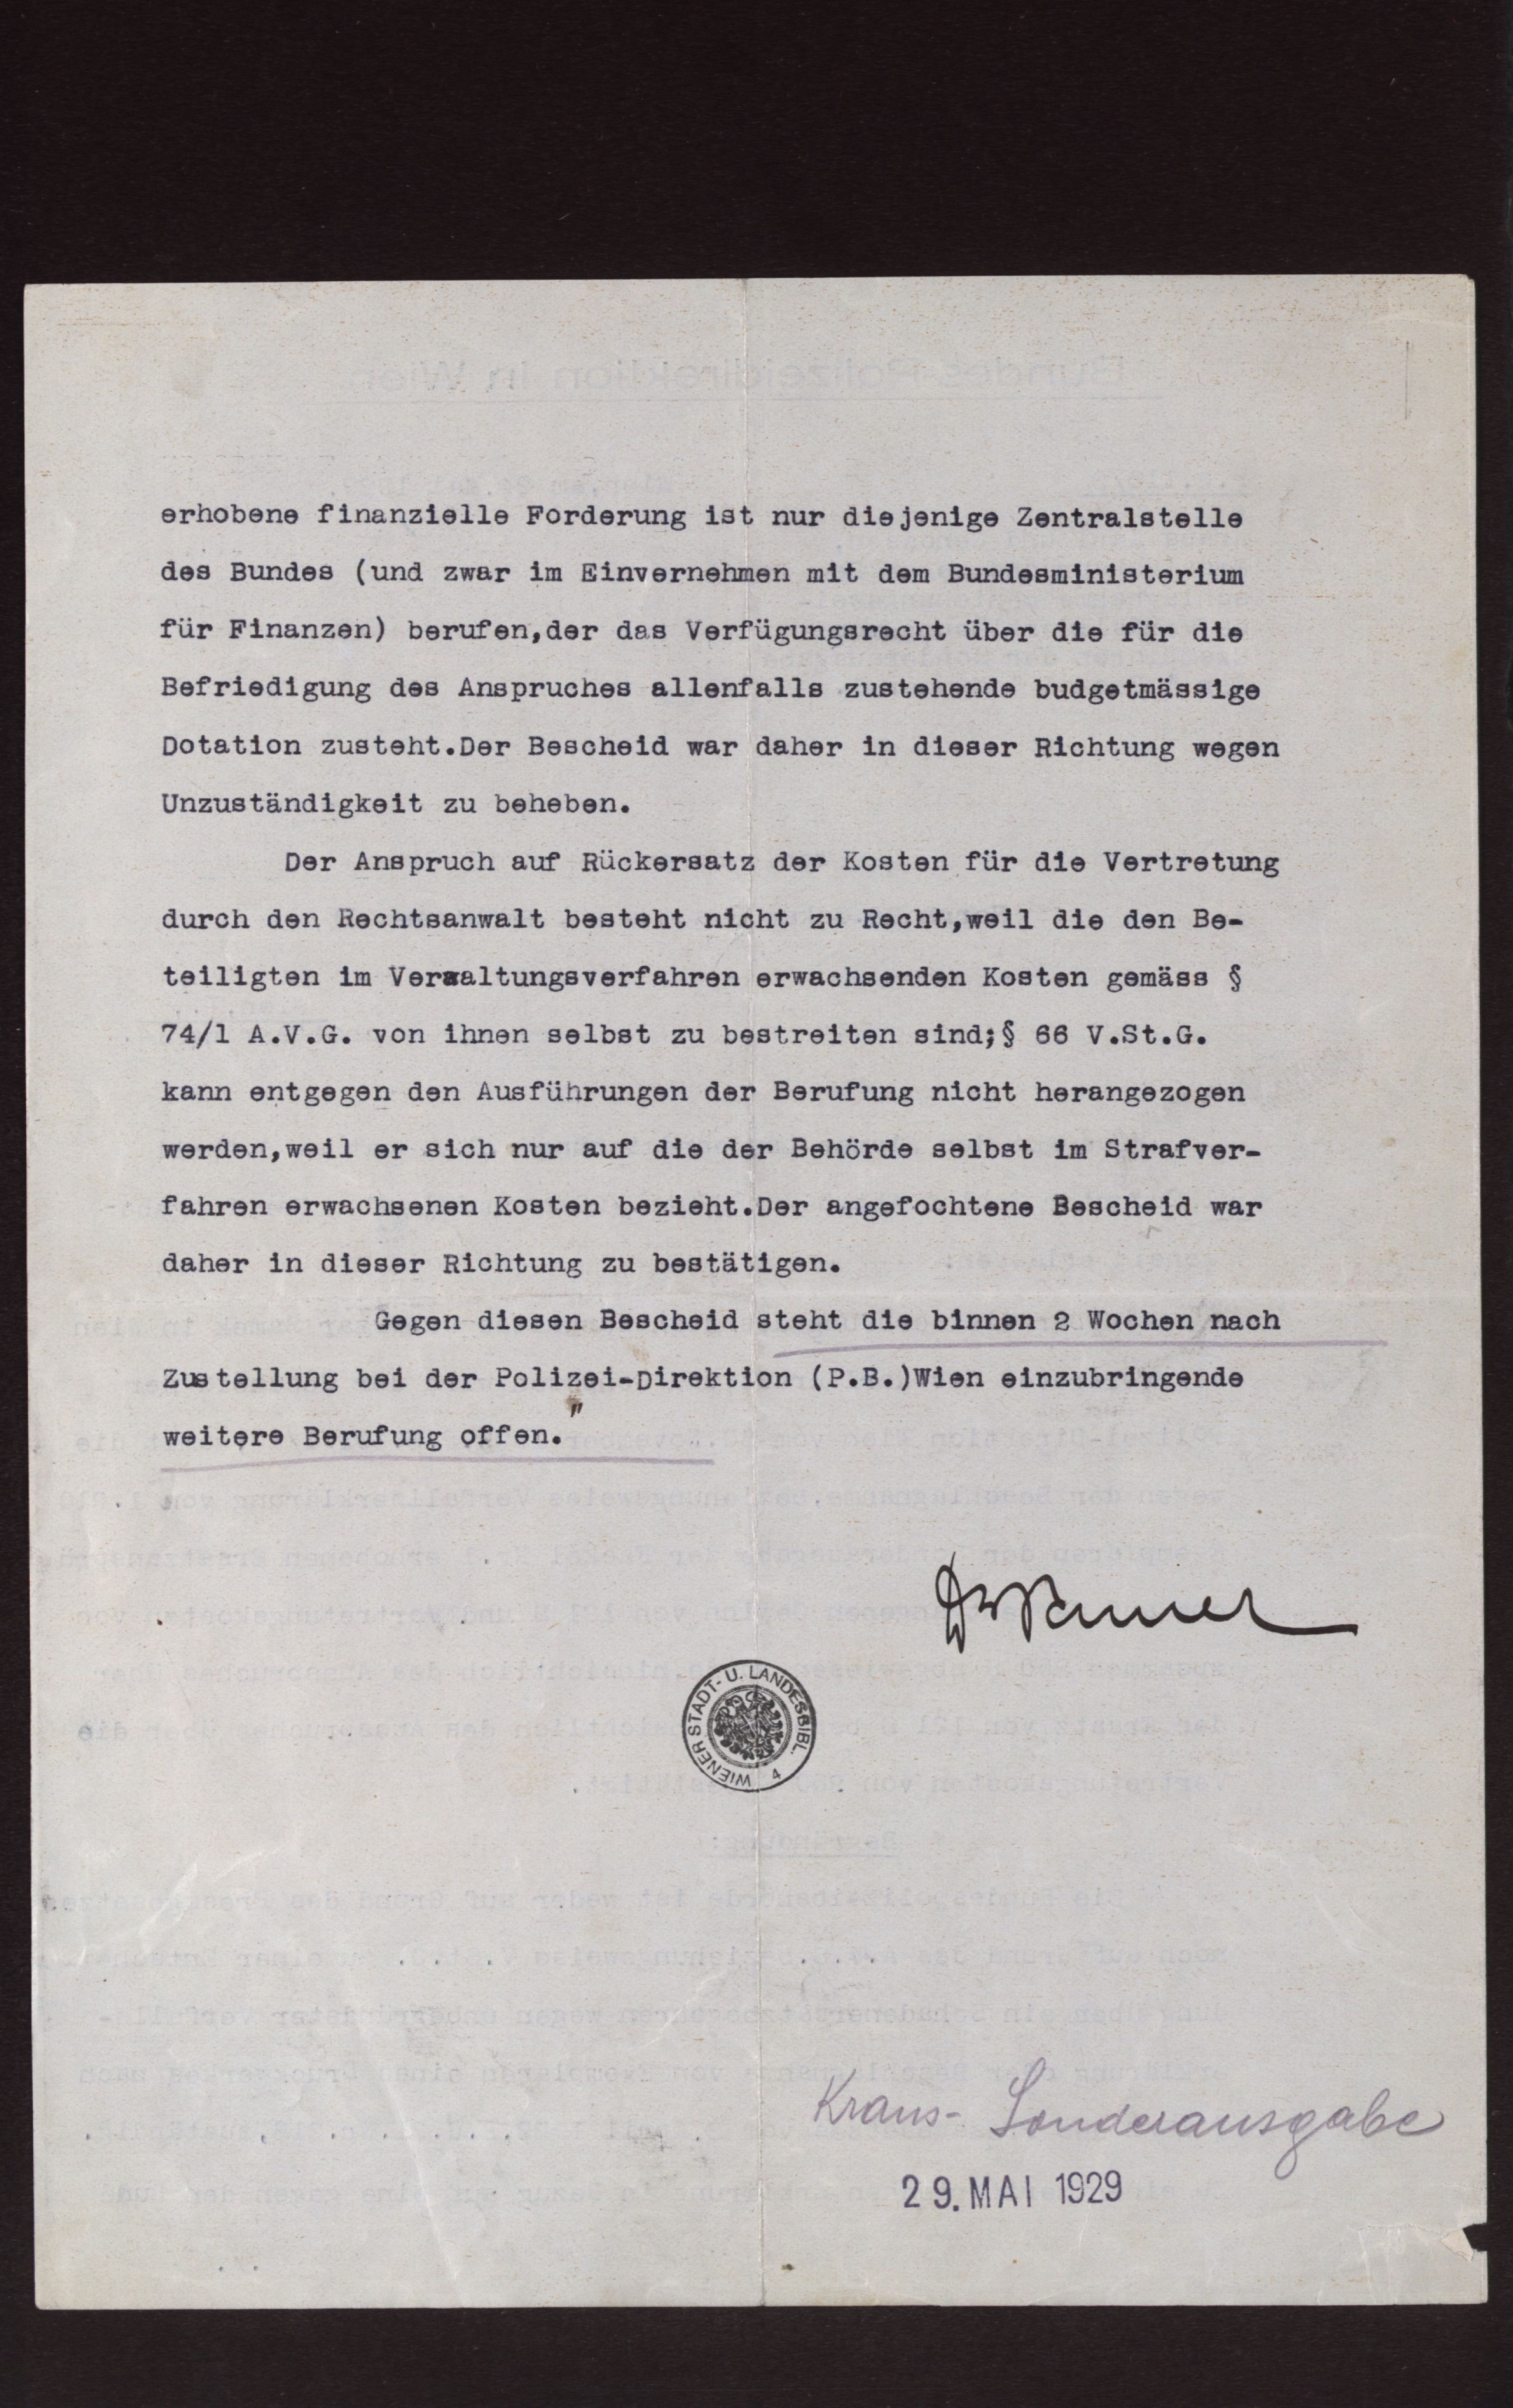 erhobene finanzielle Forderung ist nur diejenige Zentralstelle
des Bundes (und zwar im Einvernehmen mit dem Bundesministerium
für Finanzen) berufen,der das Verfügungsrecht über die für die
Befriedigung des Anspruches allenfalls zustehende budgetmässige
Dotation zusteht.Der Bescheid war daher in dieser Richtung wegen
Unzuständigkeit zu beheben.
Der Anspruch auf Rückersatz der Kosten für die Vertretung
durch den Rechtsanwalt besteht nicht zu Recht,weil die den Be-
teiligten im Verwaltungsverfahren erwachsenden Kosten gemäss §
74/1 A.V.G. von ihnen selbst zu bestreiten sind;§ 66 V.St.G.
kann entgegen den Ausführungen der Berufung nicht herangezogen
werden,weil er sich nur auf die der Behörde selbst im Strafver-
fahren erwachsenen Kosten bezieht.Der angefochtene Bescheid war
daher in dieser Richtung zu bestätigen.
Gegen diesen Bescheid steht die binnen 2 Wochen nach
Zustellung bei der Polizei-Direktion (P.B.)Wien einzubringende
weitere Berufung offen."
WIENER STADT- U. LANDESBIBL. 4
Kraus- Sonderausgabe
29. MAI 1929